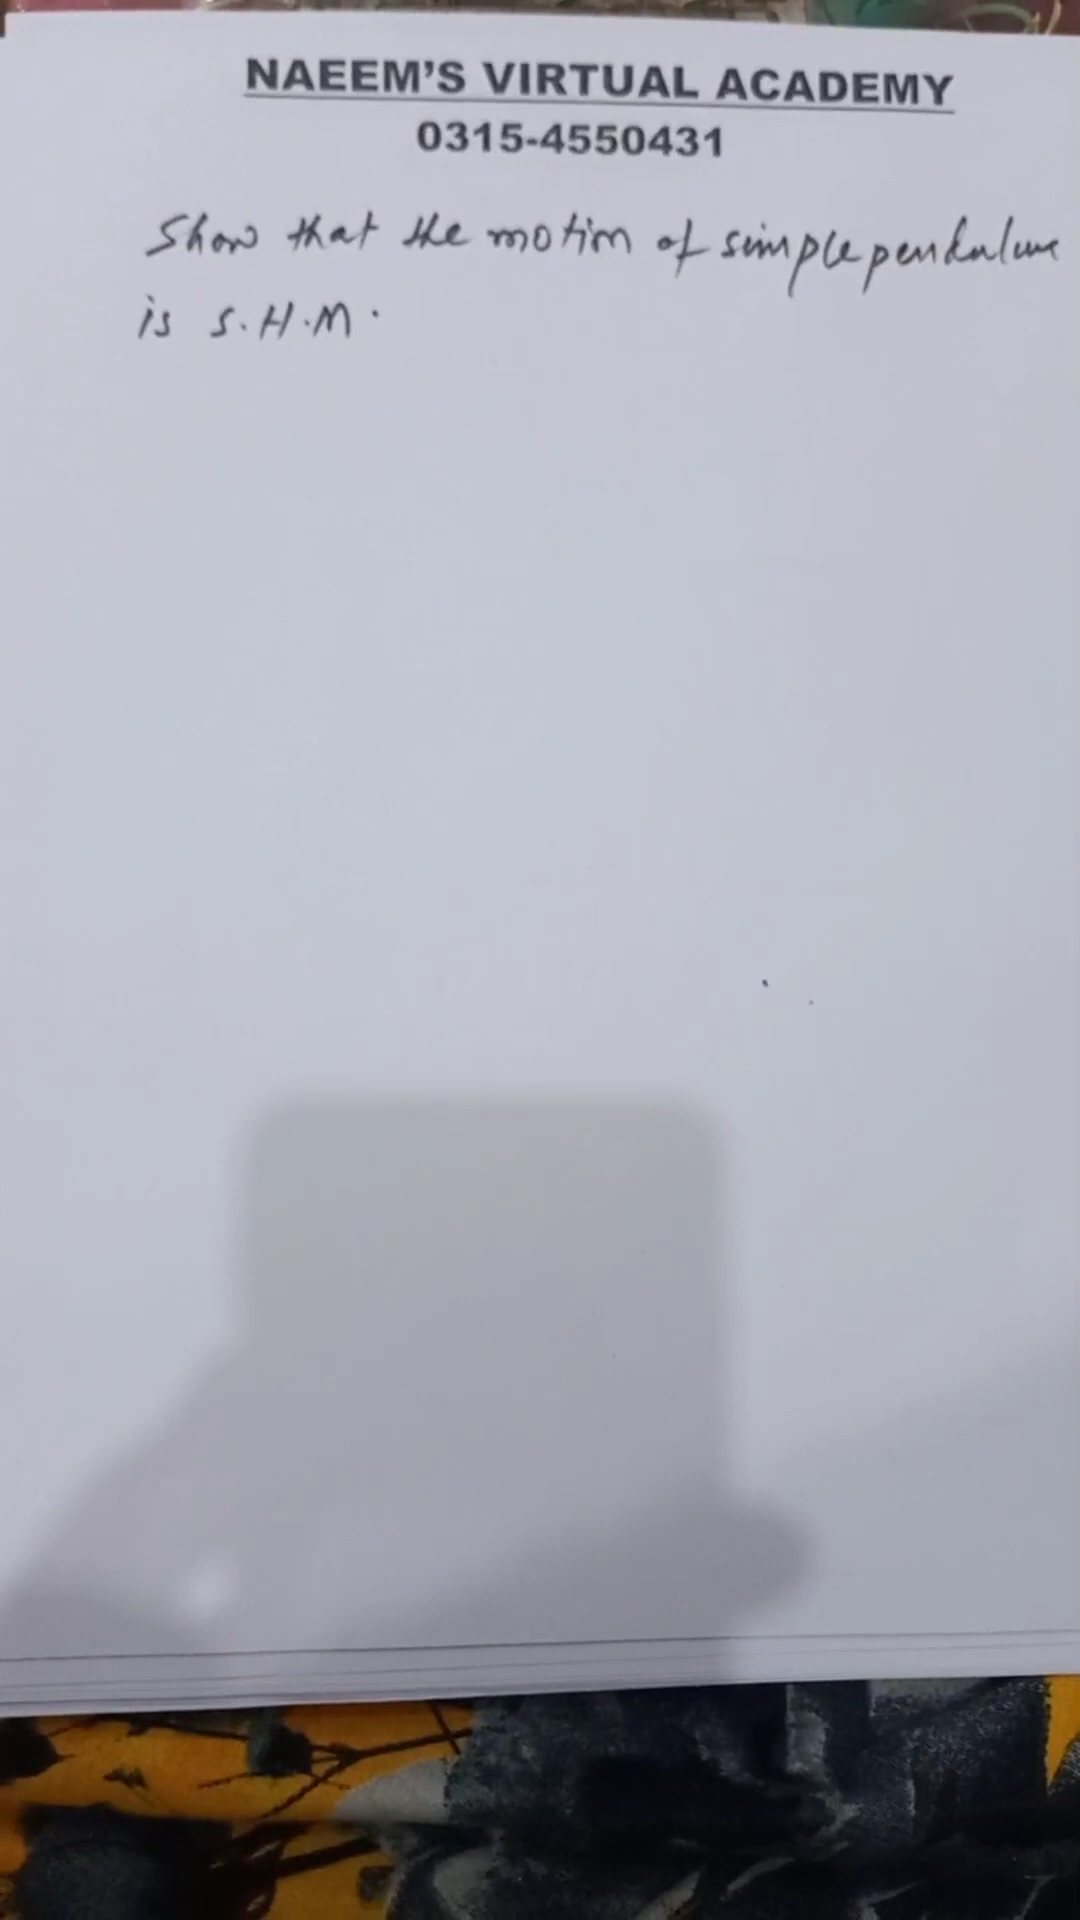 NAEEM'S VIRTUAL ACADEMY
0315-4550431
Show that the motion of simple pendulum
is S.H.M.